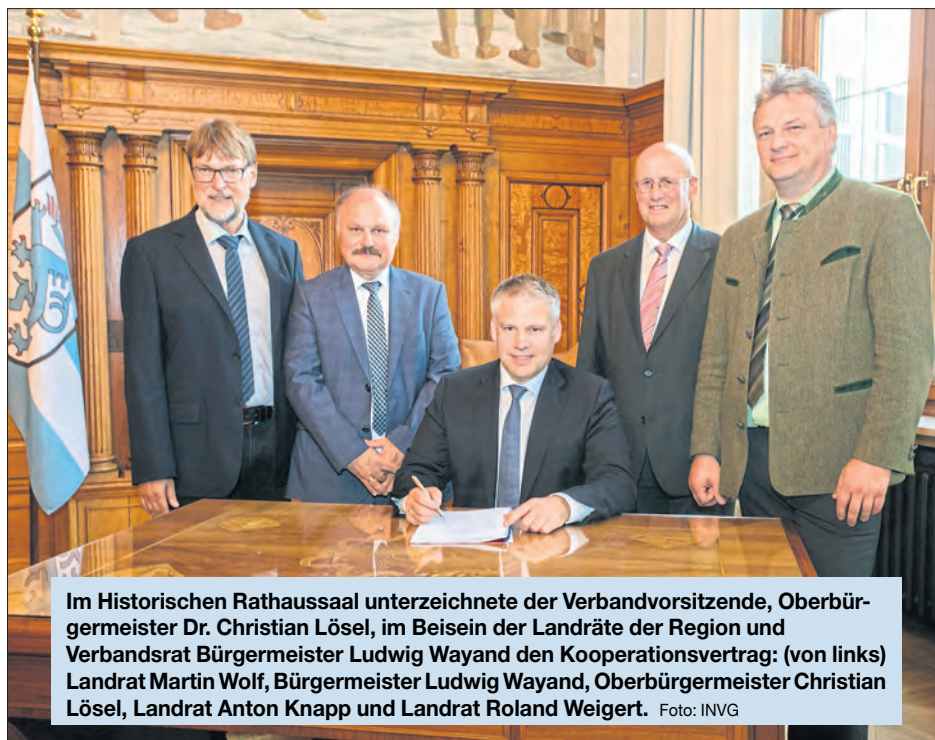 Im Historischen Rathaussaal unterzeichnete der Verbandvorsitzende, Oberbür-
germeister Dr. Christian Lösel, im Beisein der Landräte der Region und
Verbandsrat Bürgermeister Ludwig Wayand den Kooperationsvertrag: (von links)
Landrat Martin Wolf, Bürgermeister Ludwig Wayand, Oberbürgermeister Christian
Lösel, Landrat Anton Knapp und Landrat Roland Weigert. Foto: INVG